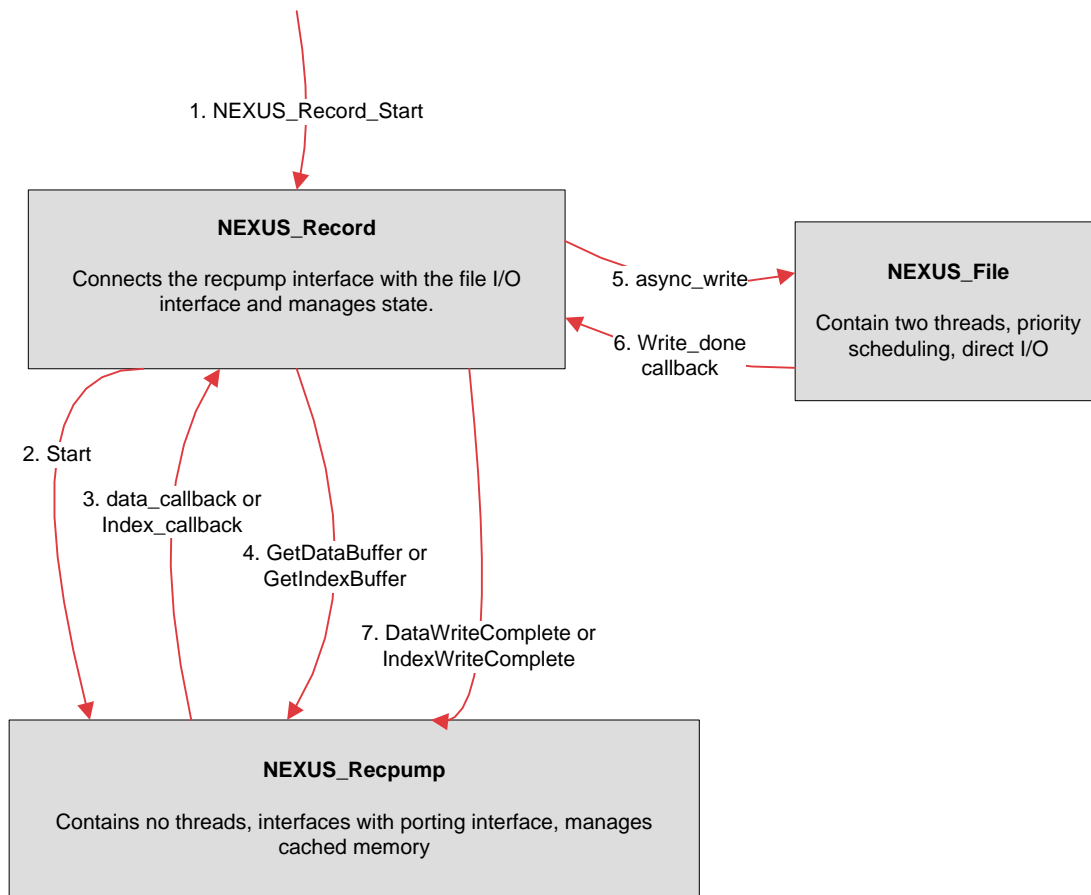 1. NEXUS_Record_Start
NEXUS_Record
Connects the recpump interface with the file I/O
interface and manages state.
NEXUS_File
Contain two threads, priority
scheduling, direct I/O
5. async_write
6. Write_done
callback
2. Start
3. data_callback or
Index_callback
4. GetDataBuffer or
GetIndexBuffer
7. DataWriteComplete or
IndexWriteComplete
NEXUS_Recpump
Contains no threads, interfaces with porting interface, manages
cached memory